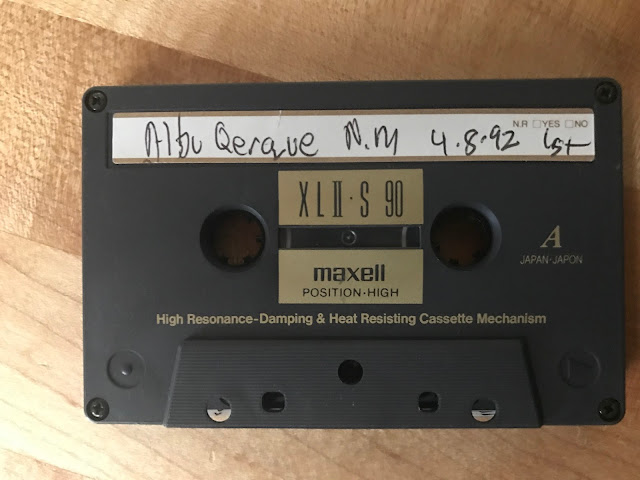 N.R □YES □NO
Albu Qerque N.M 4.8.92 1st
XLII·S 90
maxell
POSITION·HIGH
A
JAPAN·JAPON
High Resonance-Damping & Heat Resisting Cassette Mechanism